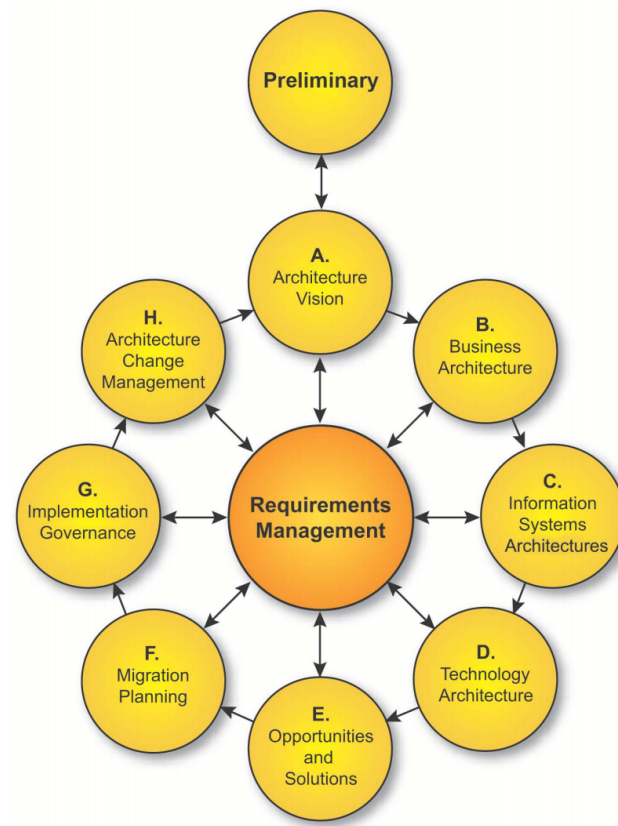 Preliminary
A.
Architecture
Vision
B.
Business
Architecture
C.
Information
Systems
Architectures
D.
Technology
Architecture
E.
Opportunities
and
Solutions
F.
Migration
Planning
G.
Implementation
Governance
H.
Architecture
Change
Management
Requirements
Management